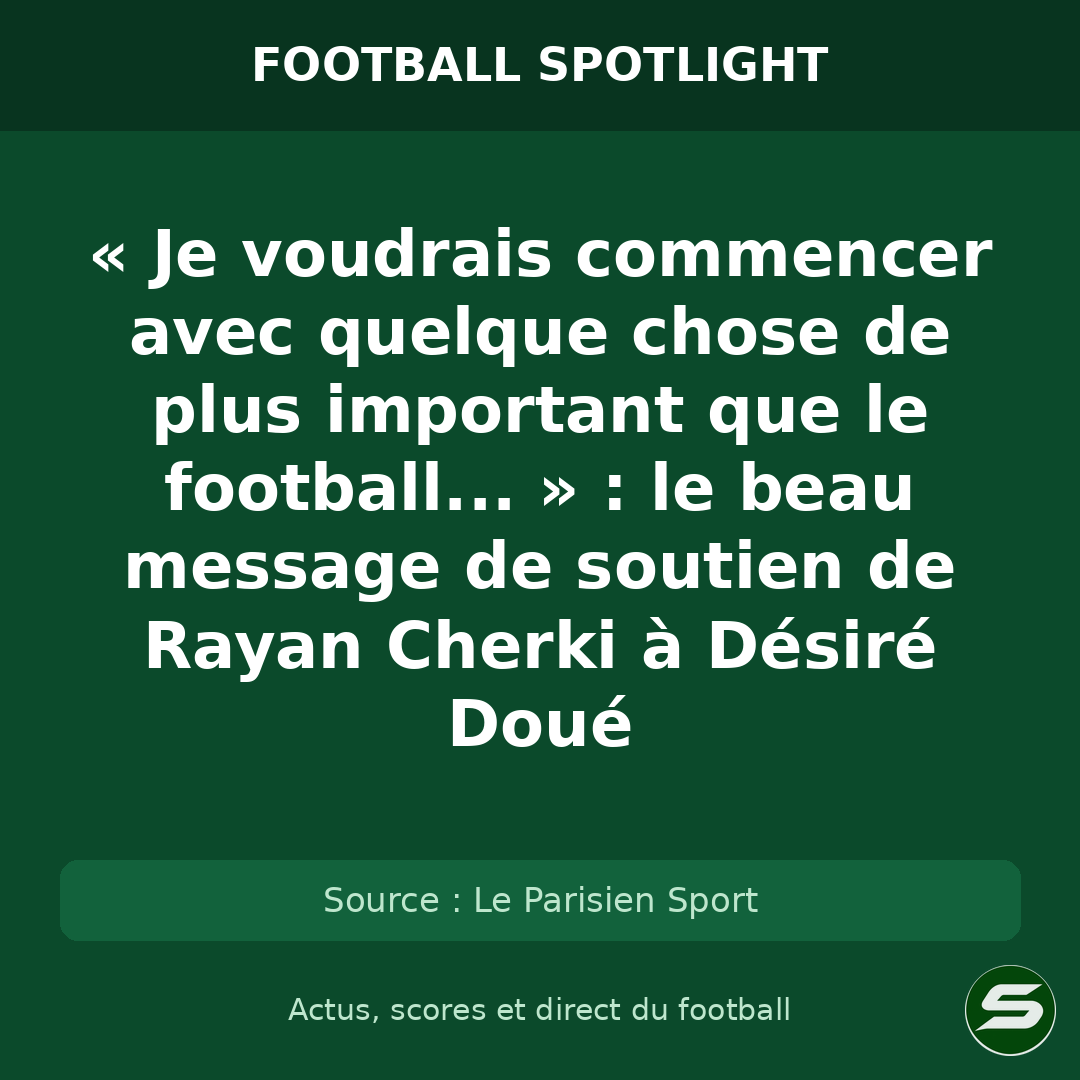 FOOTBALL SPOTLIGHT
« Je voudrais commencer
avec quelque chose de
plus important que le
football... » : le beau
message de soutien de
Rayan Cherki à Désiré
Doué
Source : Le Parisien Sport
Actus, scores et direct du football
S